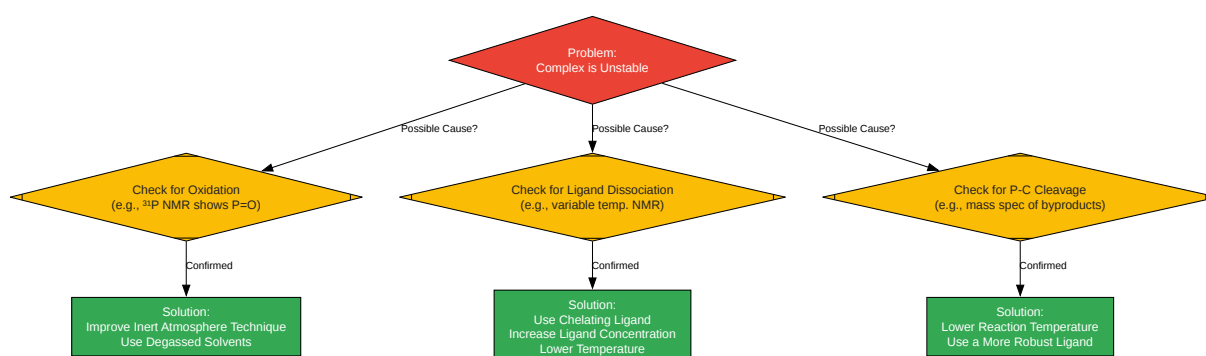 Problem:
Complex is Unstable
Possible Cause?
Possible Cause?
Possible Cause?
Check for Oxidation
(e.g., ³¹P NMR shows P=O)
Check for Ligand Dissociation
(e.g., variable temp. NMR)
Check for P-C Cleavage
(e.g., mass spec of byproducts)
Confirmed
Confirmed
Confirmed
Solution:
Improve Inert Atmosphere Technique
Use Degassed Solvents
Solution:
Use Chelating Ligand
Increase Ligand Concentration
Lower Temperature
Solution:
Lower Reaction Temperature
Use a More Robust Ligand